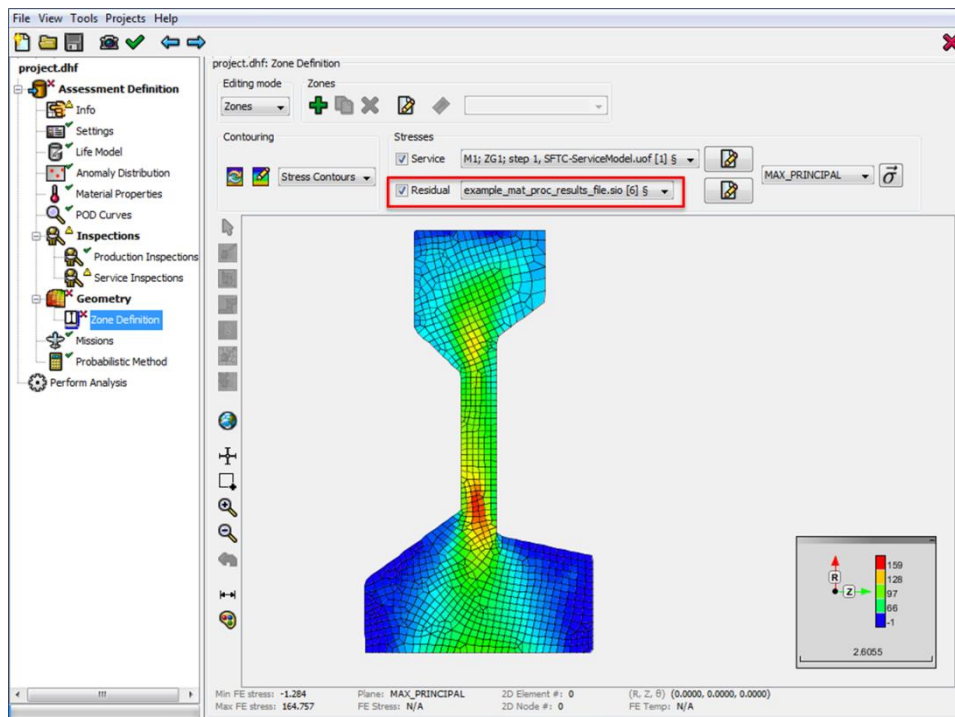 File View Tools Projects Help
project.dhf
Assessment Definition
Info
Settings
Life Model
Anomaly Distribution
Material Properties
POD Curves
Inspections
Production Inspections
Service Inspections
Geometry
Zone Definition
Missions
Probabilistic Method
Perform Analysis
project.dhf: Zone Definition
Editing mode
Zones
Zones
Contouring
Stress Contours
Stresses
Service M1; ZG1; step 1, SFTC-ServiceModel.uof [1] §
Residual example_mat_proc_results_file.sio [6] §
MAX_PRINCIPAL
σ
R
Z
159
128
97
66
-1
2.6055
Min FE stress: -1.284 Plane: MAX_PRINCIPAL 2D Element #: 0 (R, Z, θ) (0.0000, 0.0000, 0.0000)
Max FE stress: 164.757 FE Stress: N/A 2D Node #: 0 FE Temp: N/A